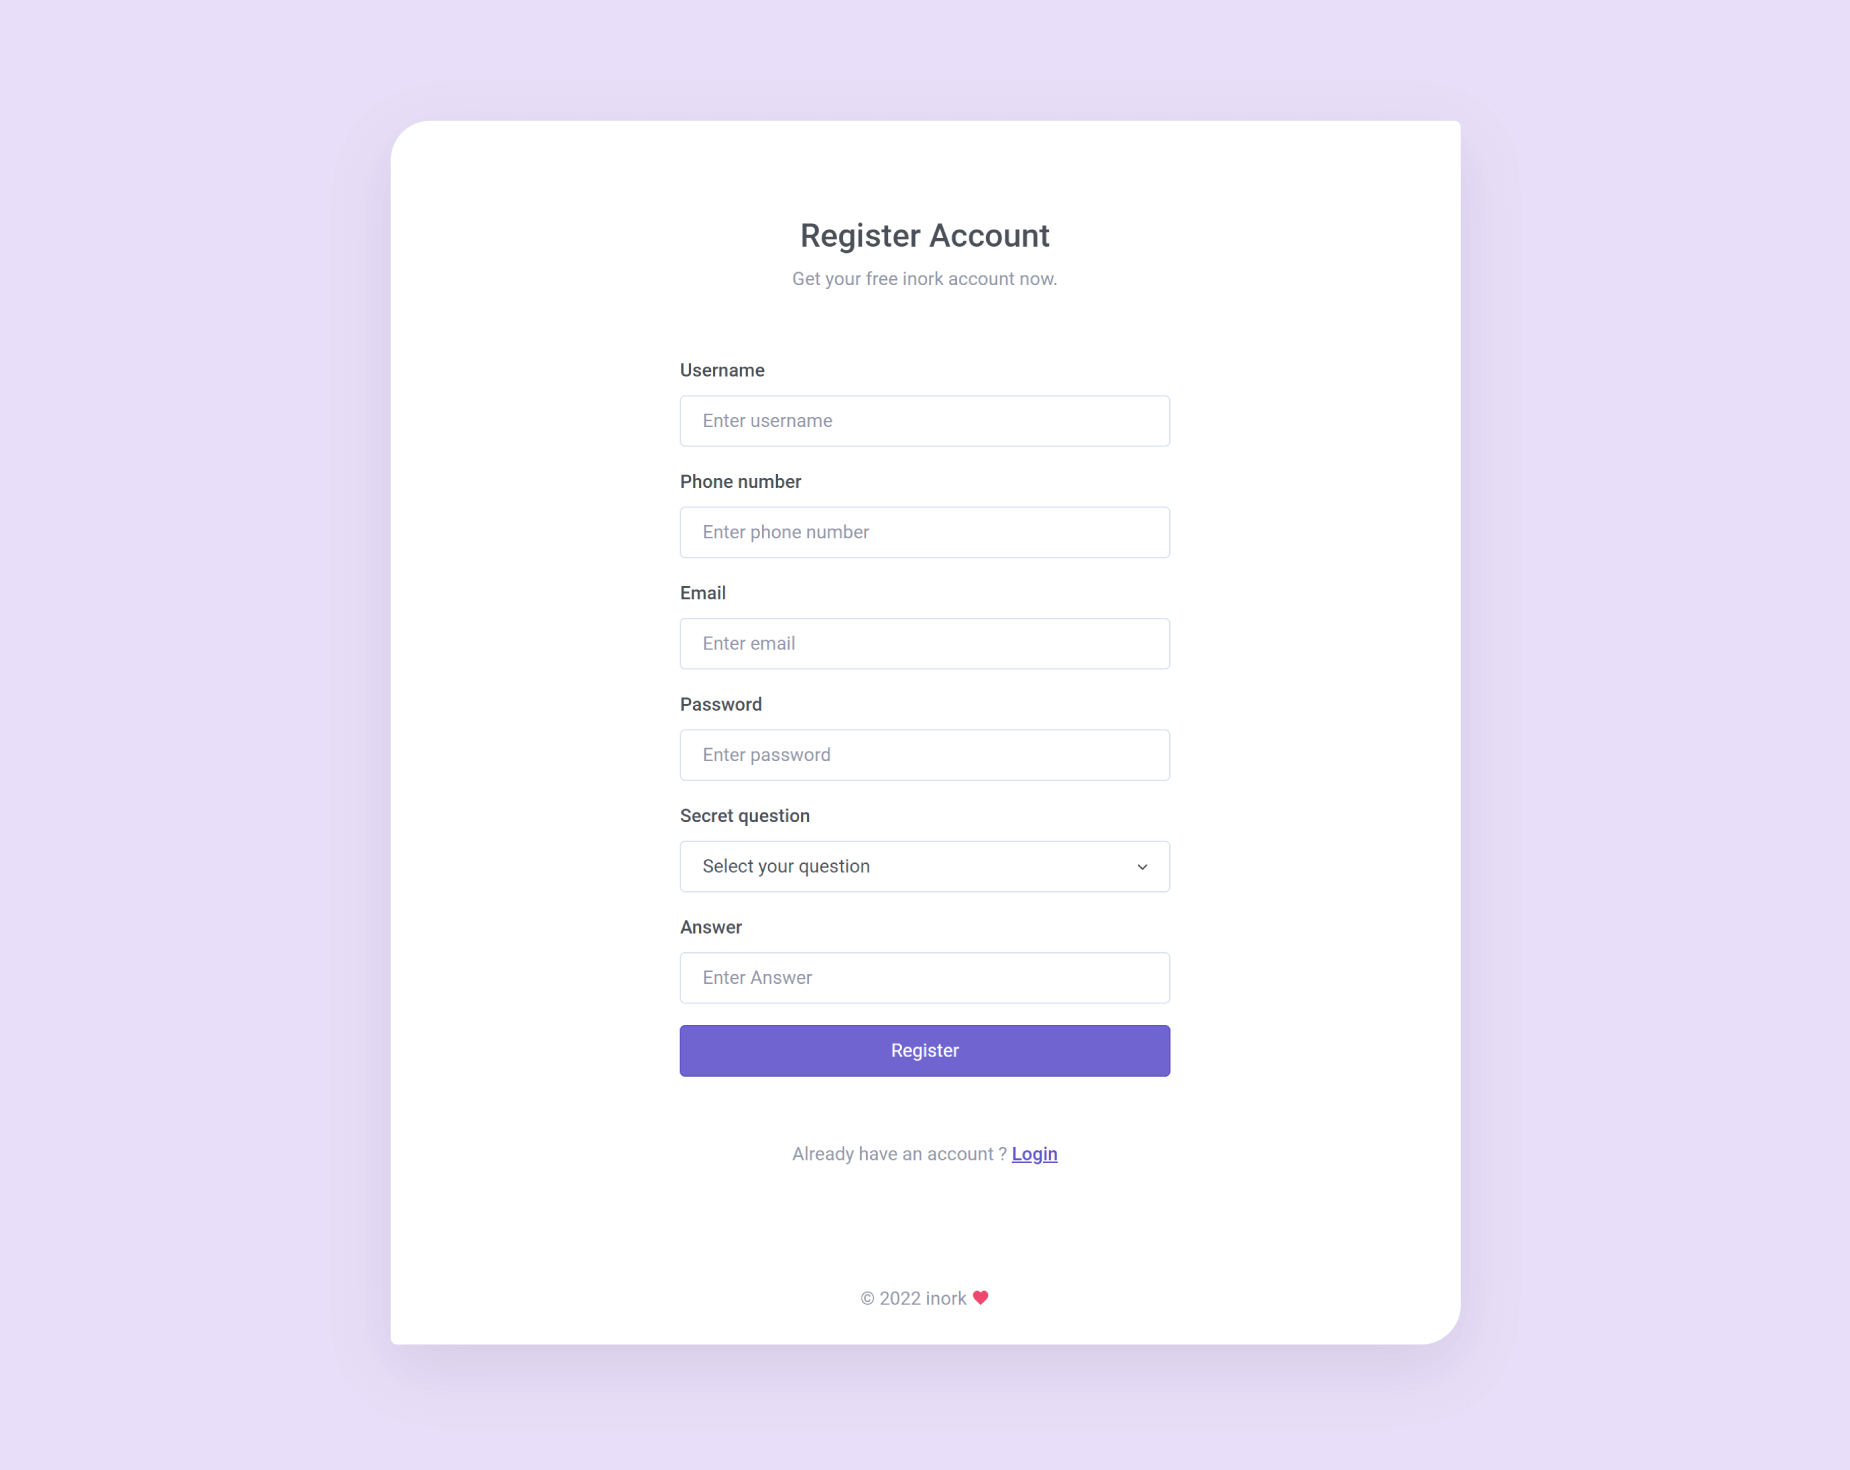 Register Account
Get your free inork account now.
Username
Enter username
Phone number
Enter phone number
Email
Enter email
Password
Enter password
Secret question
Select your question
Answer
Enter Answer
Register
Already have an account ? Login
© 2022 inork ❤